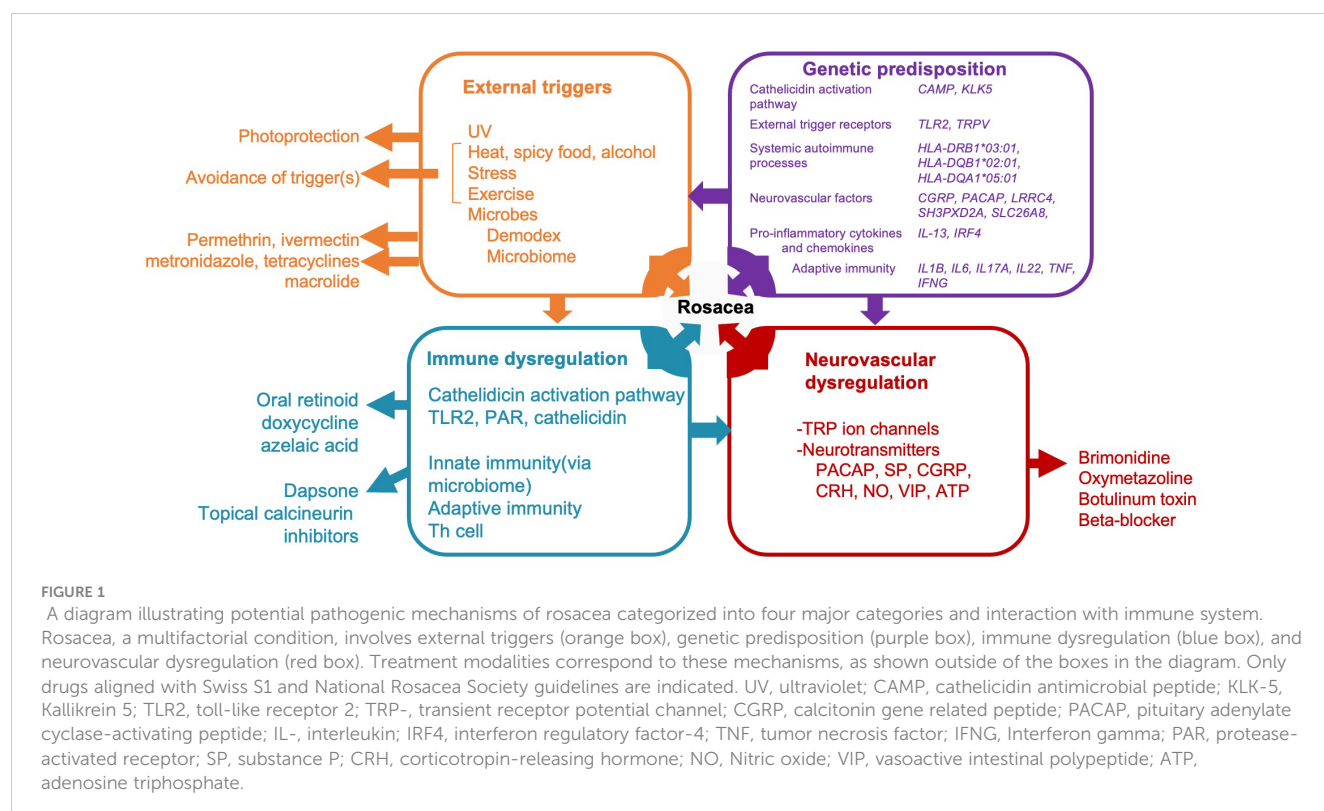 External triggers
UV
Heat, spicy food, alcohol
Stress
Exercise
Microbes
Demodex
Microbiome
Photoprotection
Avoidance of trigger(s)
Permethrin, ivermectin
metronidazole, tetracyclines
macrolide
Genetic predisposition
Cathelicidin activation CAMP, KLK5
pathway
External trigger receptors TLR2, TRPV
Systemic autoimmune HLA-DRB1*03:01,
processes HLA-DQB1*02:01,
HLA-DQA1*05:01
Neurovascular factors CGRP, PACAP, LRRC4,
SH3PXD2A, SLC26A8,
Pro-inflammatory cytokines IL-13, IRF4
and chemokines
Adaptive immunity IL1B, IL6, IL17A, IL22, TNF,
IFNG
Rosacea
Immune dysregulation
Cathelidicin activation pathway
TLR2, PAR, cathelicidin
Innate immunity(via
microbiome)
Adaptive immunity
Th cell
Oral retinoid
doxycycline
azelaic acid
Dapsone
Topical calcineurin
inhibitors
Neurovascular
dysregulation
-TRP ion channels
-Neurotransmitters
PACAP, SP, CGRP,
CRH, NO, VIP, ATP
Brimonidine
Oxymetazoline
Botulinum toxin
Beta-blocker
FIGURE 1
A diagram illustrating potential pathogenic mechanisms of rosacea categorized into four major categories and interaction with immune system.
Rosacea, a multifactorial condition, involves external triggers (orange box), genetic predisposition (purple box), immune dysregulation (blue box), and
neurovascular dysregulation (red box). Treatment modalities correspond to these mechanisms, as shown outside of the boxes in the diagram. Only
drugs aligned with Swiss S1 and National Rosacea Society guidelines are indicated. UV, ultraviolet; CAMP, cathelicidin antimicrobial peptide; KLK-5,
Kallikrein 5; TLR2, toll-like receptor 2; TRP-, transient receptor potential channel; CGRP, calcitonin gene related peptide; PACAP, pituitary adenylate
cyclase-activating peptide; IL-, interleukin; IRF4, interferon regulatory factor-4; TNF, tumor necrosis factor; IFNG, Interferon gamma; PAR, protease-
activated receptor; SP, substance P; CRH, corticotropin-releasing hormone; NO, Nitric oxide; VIP, vasoactive intestinal polypeptide; ATP,
adenosine triphosphate.